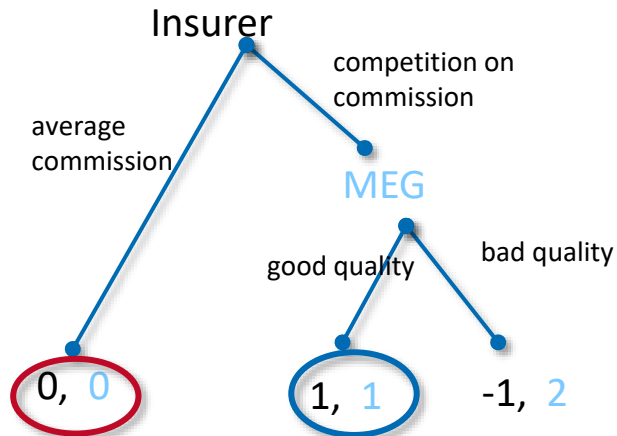 Insurer
competition on
commission
average
commission
MEG
good quality
bad quality
0, 0
1, 1
-1, 2